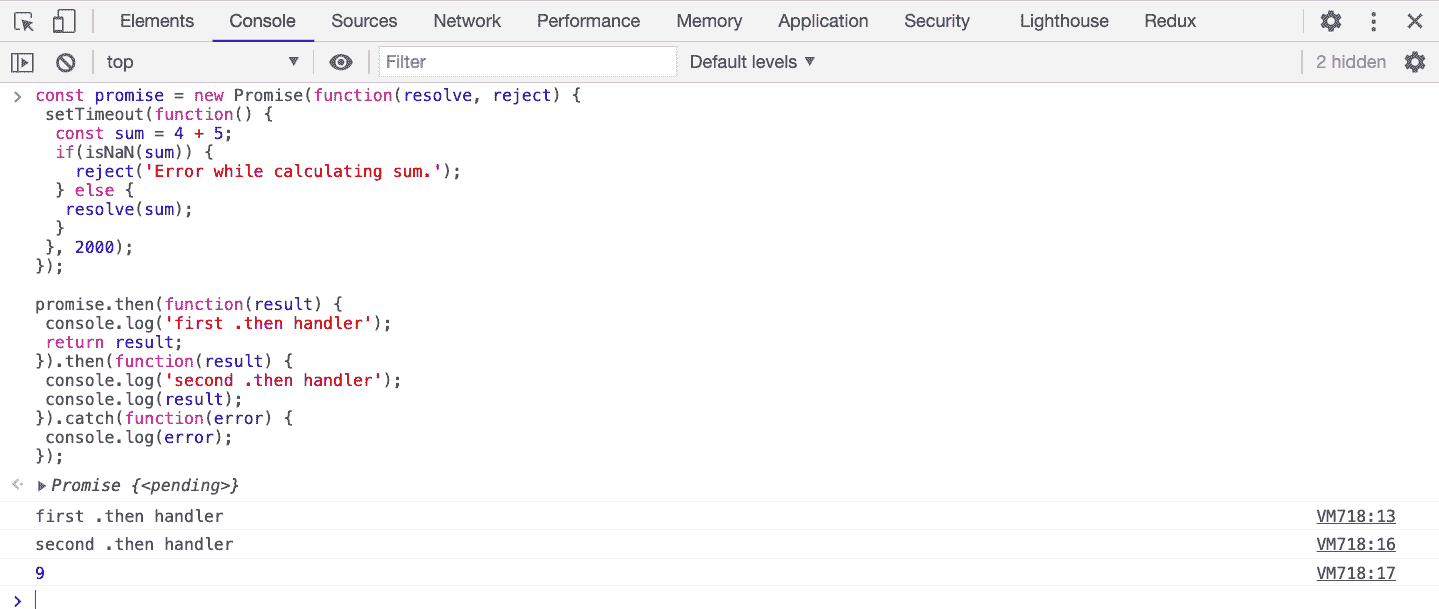 Elements Console Sources Network Performance Memory Application Security Lighthouse Redux
top Filter Default levels 2 hidden
const promise = new Promise(function(resolve, reject) {
setTimeout(function() {
const sum = 4 + 5;
if(isNaN(sum)) {
reject('Error while calculating sum.');
} else {
resolve(sum);
}
}, 2000);
});
promise.then(function(result) {
console.log('first .then handler');
return result;
}).then(function(result) {
console.log('second .then handler');
console.log(result);
}).catch(function(error) {
console.log(error);
});
Promise {<pending>}
first .then handler VM718:13
second .then handler VM718:16
9 VM718:17